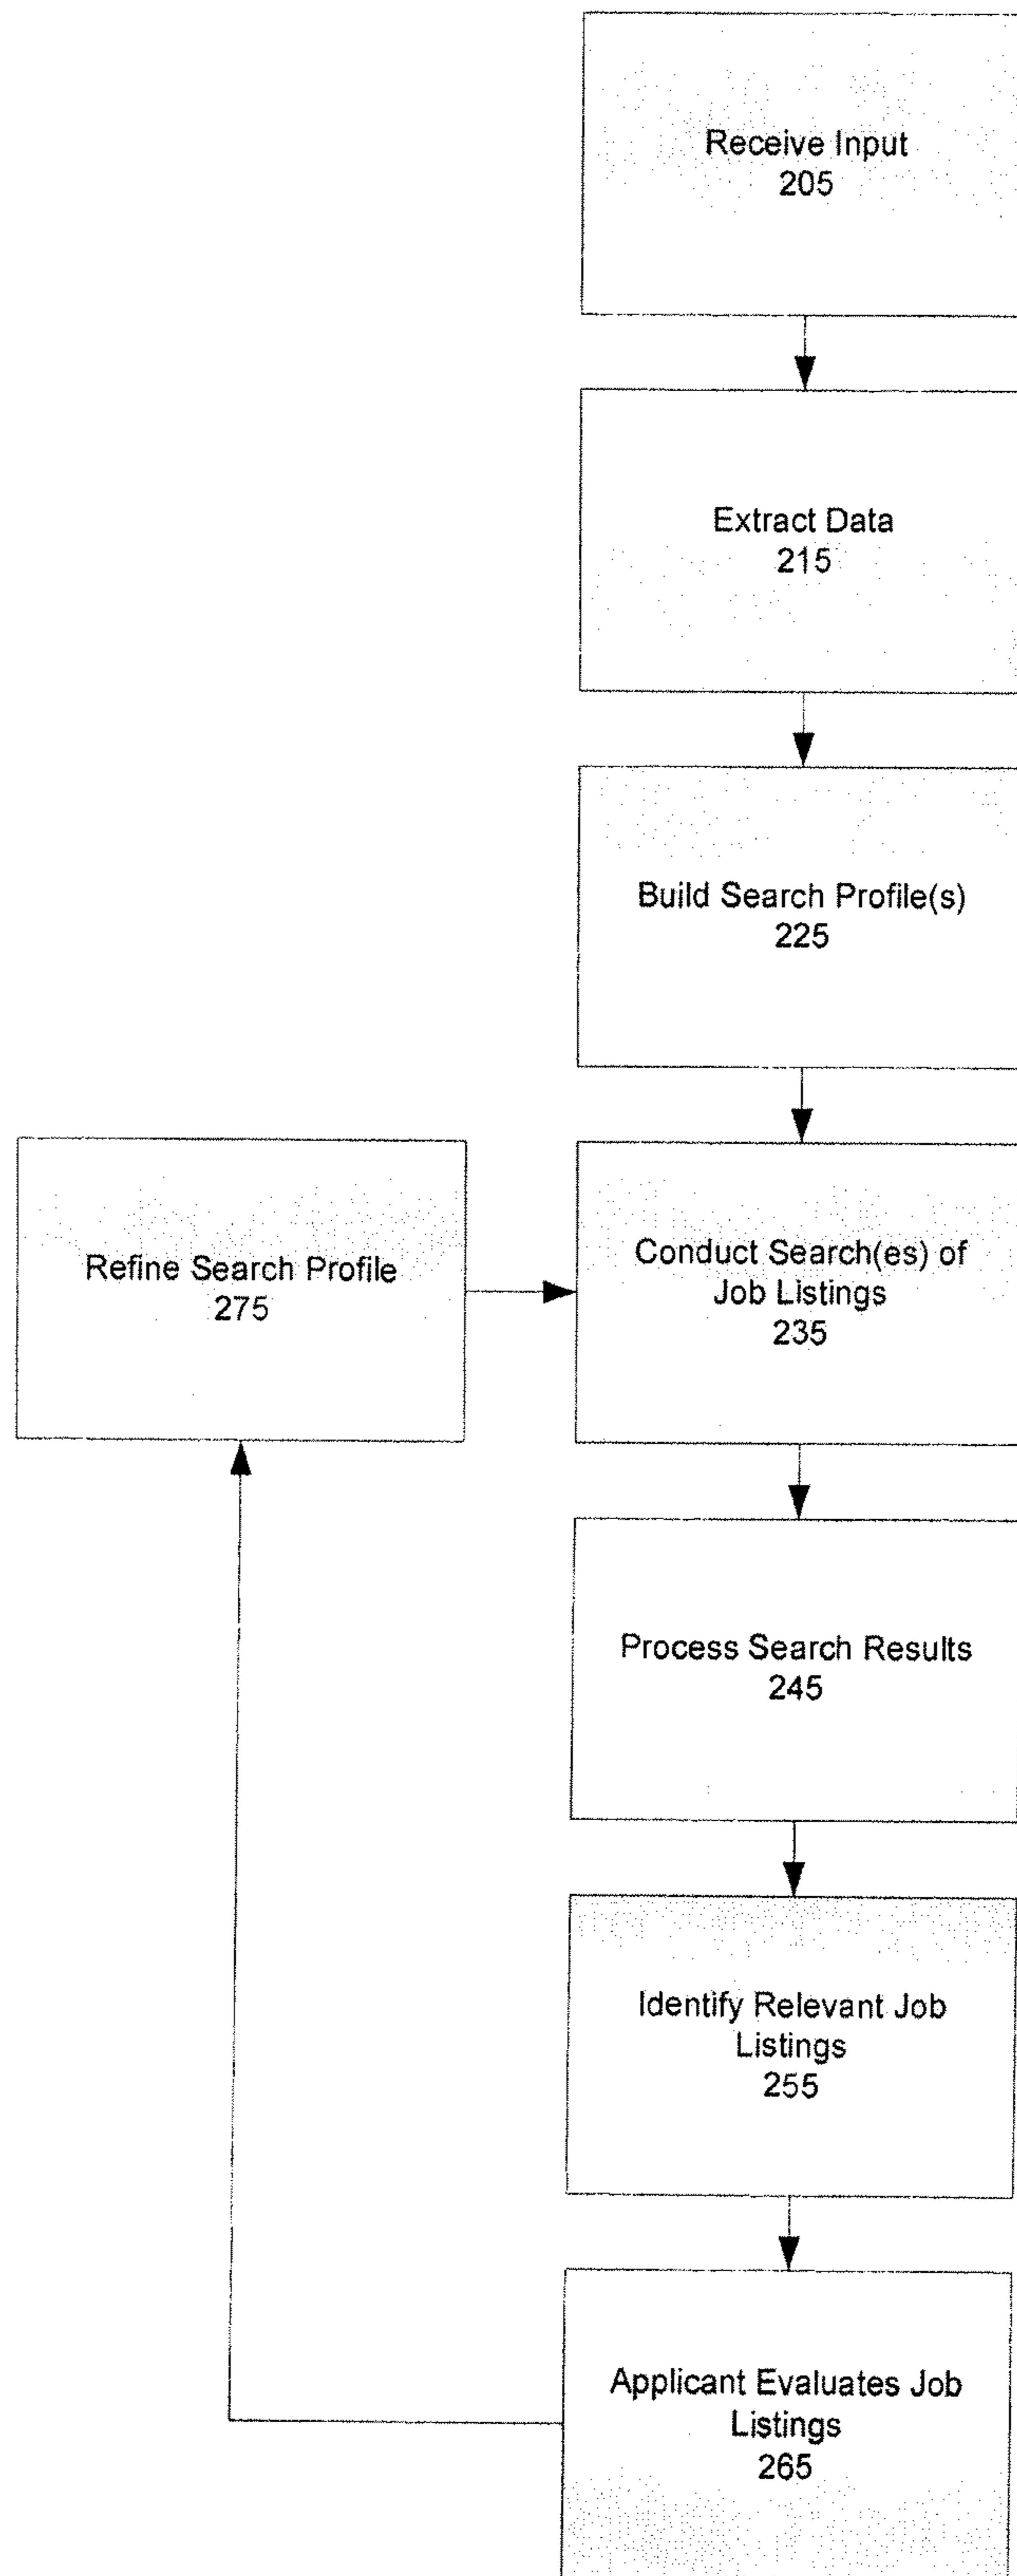 Receive Input
205
Extract Data
215
Build Search Profile(s)
225
Refine Search Profile
275
Conduct Search(es) of
Job Listings
235
Process Search Results
245
Identify Relevant Job
Listings
255
Applicant Evaluates Job
Listings
265